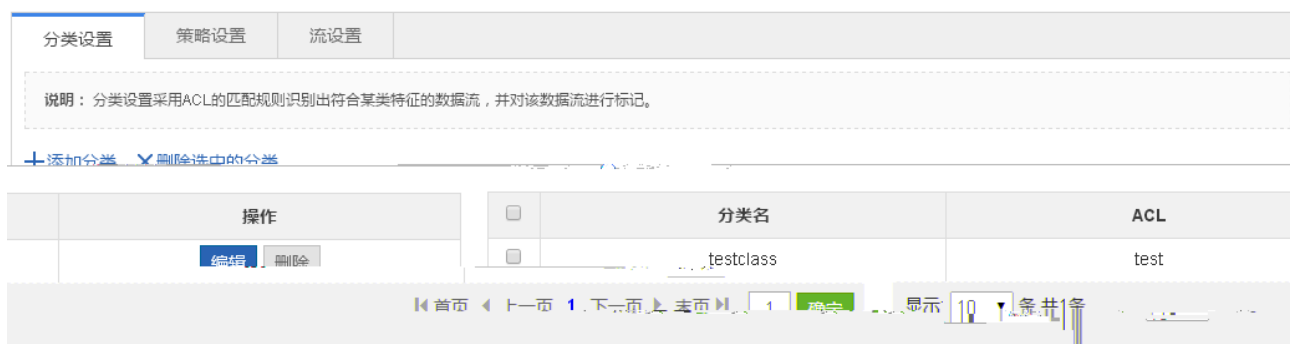 分类设置 策略设置 流设置
说明： 分类设置采用ACL的匹配规则识别出符合某类特征的数据流，并对该数据流进行标记。
添加分类 删除选中的分类
操作 分类名 ACL
编辑 删除 testclass test
首页 上一页 1 下一页 末页 1 确定 显示 10 条 共1条